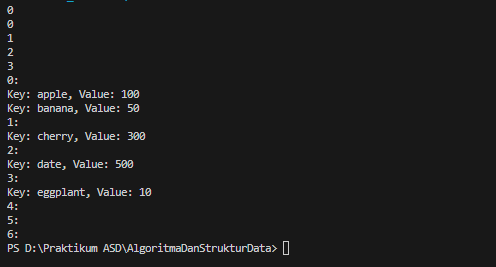 0
0
1
2
3
0:
Key: apple, Value: 100
Key: banana, Value: 50
1:
Key: cherry, Value: 300
2:
Key: date, Value: 500
3:
Key: eggplant, Value: 10
4:
5:
6:
PS D:\Praktikum ASD\AlgoritmaDanStrukturData>